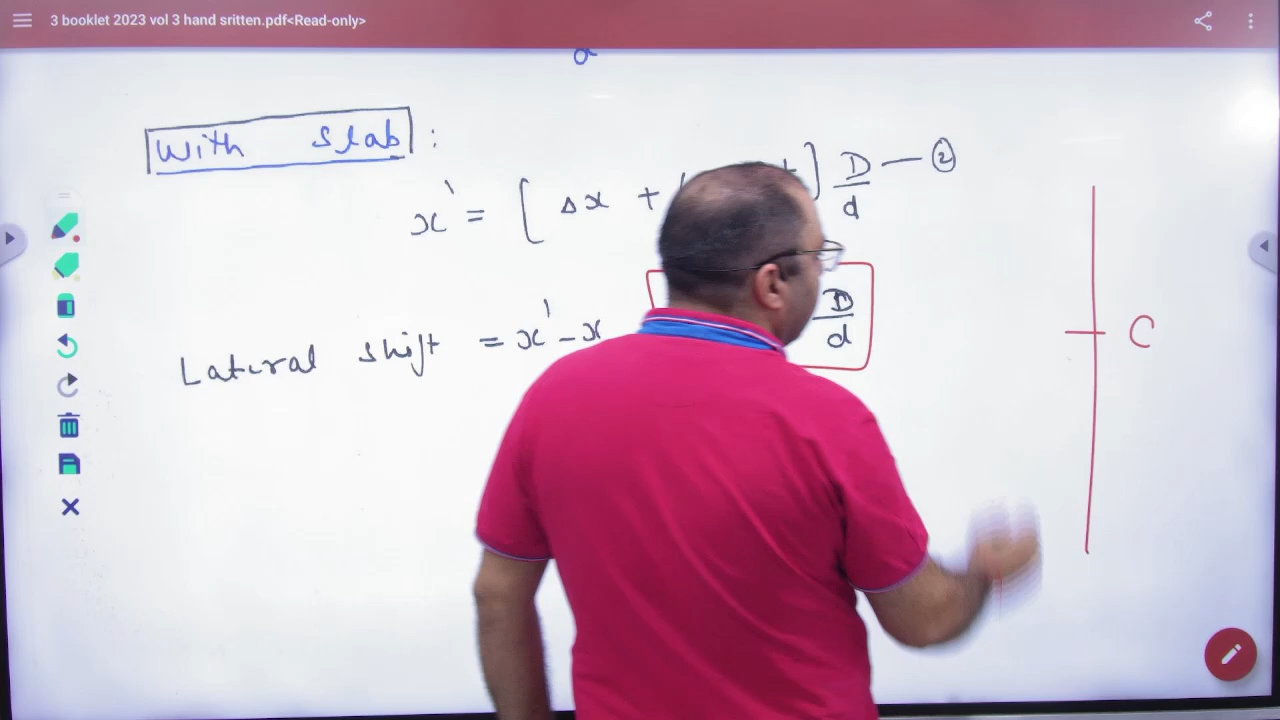 3 booklet 2023 vol 3 hand sritten.pdf<Read-only>
With Slab :
x' = [ Δx + t ] D/d — ②
Lateral shift = x' - x D/d
C